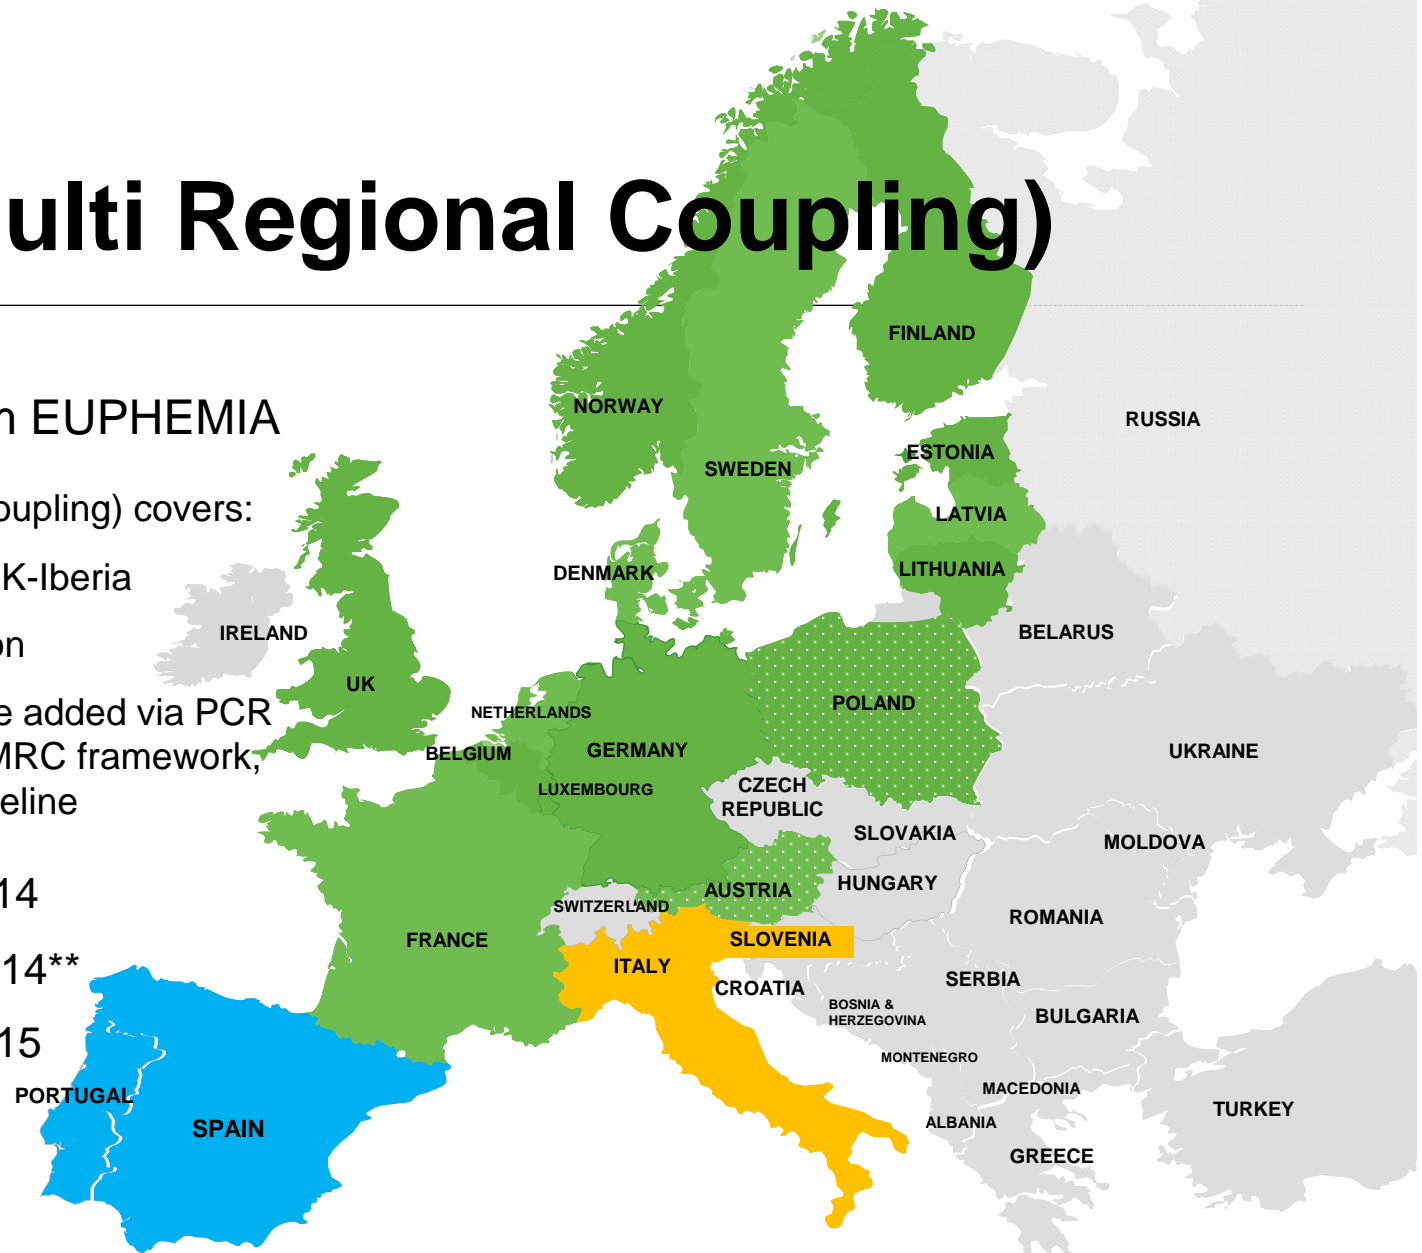 ulti Regional Coupling)
n EUPHEMIA
oupling) covers:
K-Iberia
on
e added via PCR
MRC framework,
eline
14
14**
15
FINLAND
NORWAY
RUSSIA
SWEDEN
ESTONIA
LATVIA
LITHUANIA
DENMARK
IRELAND
BELARUS
UK
NETHERLANDS
POLAND
BELGIUM
GERMANY
UKRAINE
LUXEMBOURG
CZECH
REPUBLIC
SLOVAKIA
MOLDOVA
AUSTRIA
HUNGARY
SWITZERLAND
ROMANIA
FRANCE
SLOVENIA
ITALY
CROATIA
SERBIA
BOSNIA &
HERZEGOVINA
BULGARIA
MONTENEGRO
MACEDONIA
PORTUGAL
SPAIN
ALBANIA
TURKEY
GREECE